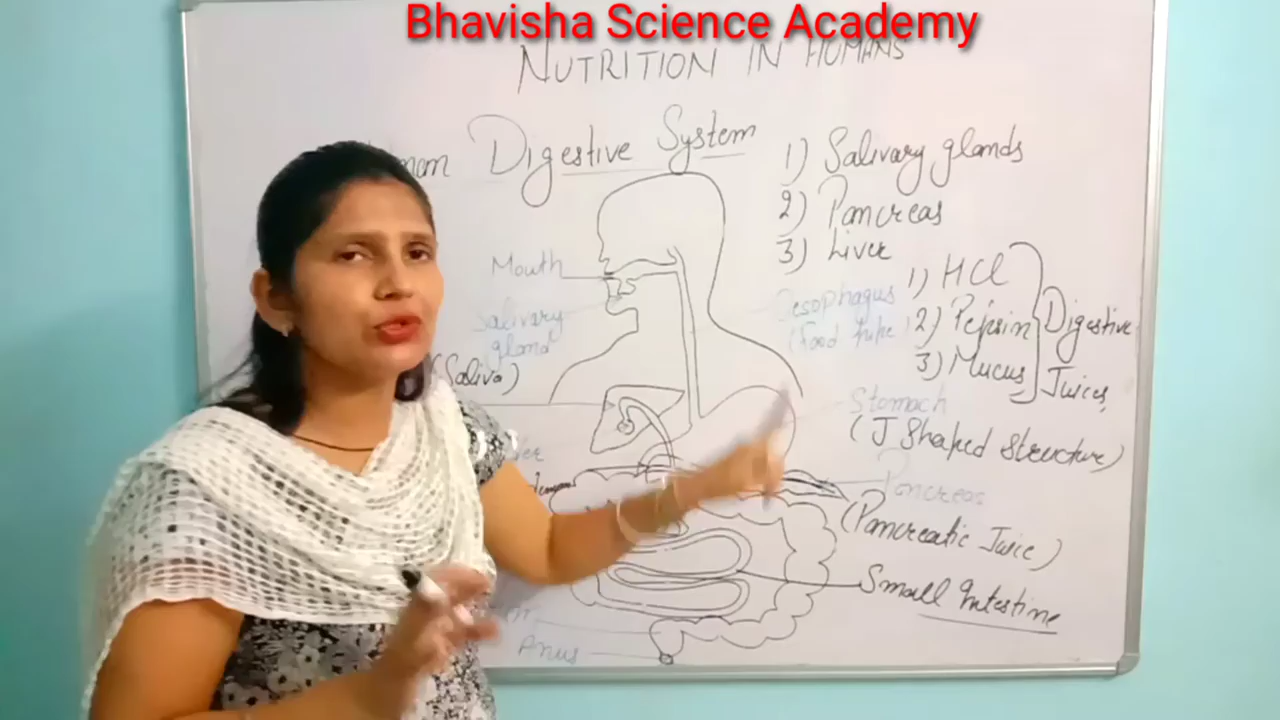 Bhavisha Science Academy
NUTRITION IN HUMANS
Digestive System
1) Salivary glands
2) Pancreas
3) Liver
Mouth
Salivary
gland
(Saliva)
Oesophagus
(Food
1) HCl
2) Pepsin
3) Mucus
Digestive
Juices
Stomach
(J Shaped Structure)
Pancreas
(Pancreatic Juice)
Small Intestine
Anus